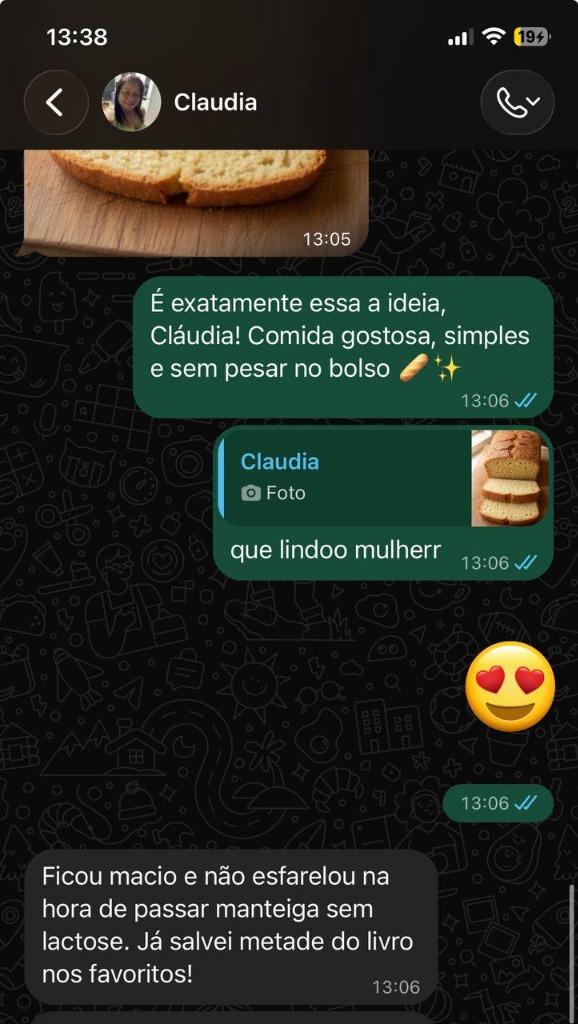 13:38
19
Claudia
13:05
É exatamente essa a ideia,
Cláudia! Comida gostosa, simples
e sem pesar no bolso 🥖✨
13:06
Claudia
Foto
que lindoo mulherr
13:06
😍
13:06
Ficou macio e não esfarelou na
hora de passar manteiga sem
lactose. Já salvei metade do livro
nos favoritos!
13:06